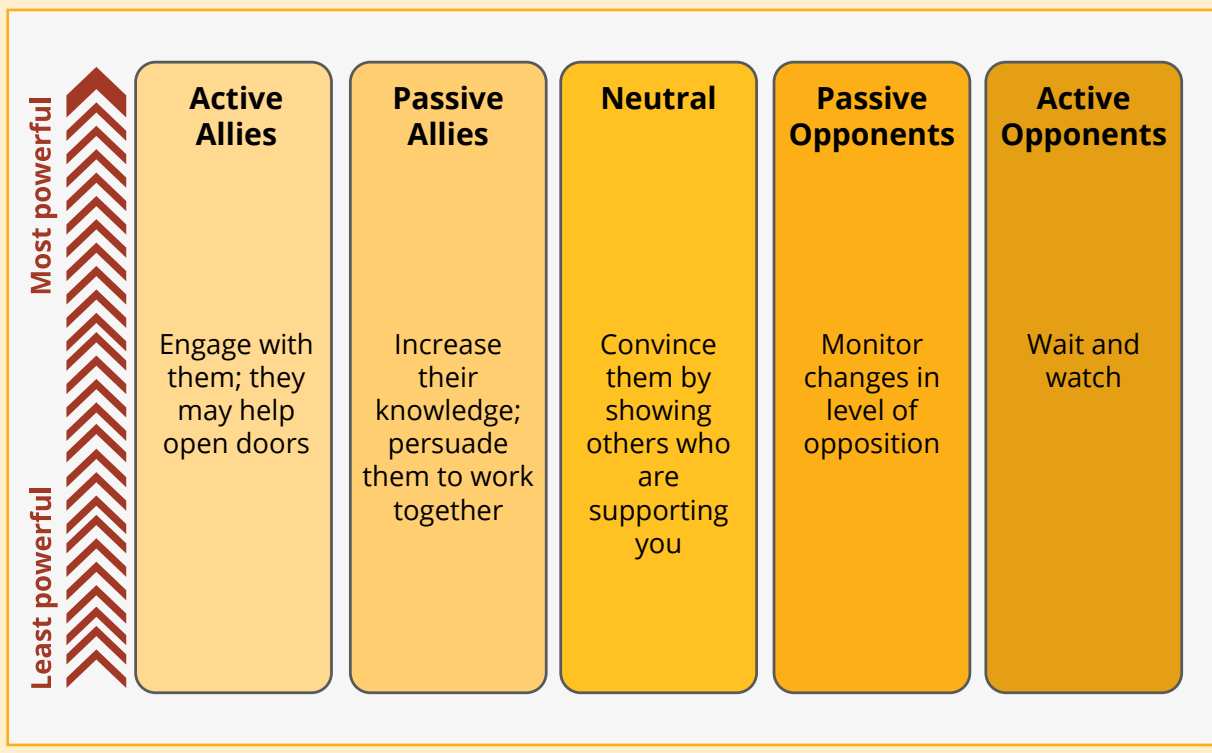 Most powerful
Least powerful
Active
Allies
Engage with
them; they
may help
open doors
Passive
Allies
Increase
their
knowledge;
persuade
them to work
together
Neutral
Convince
them by
showing
others who
are
supporting
you
Passive
Opponents
Monitor
changes in
level of
opposition
Active
Opponents
Wait and
watch